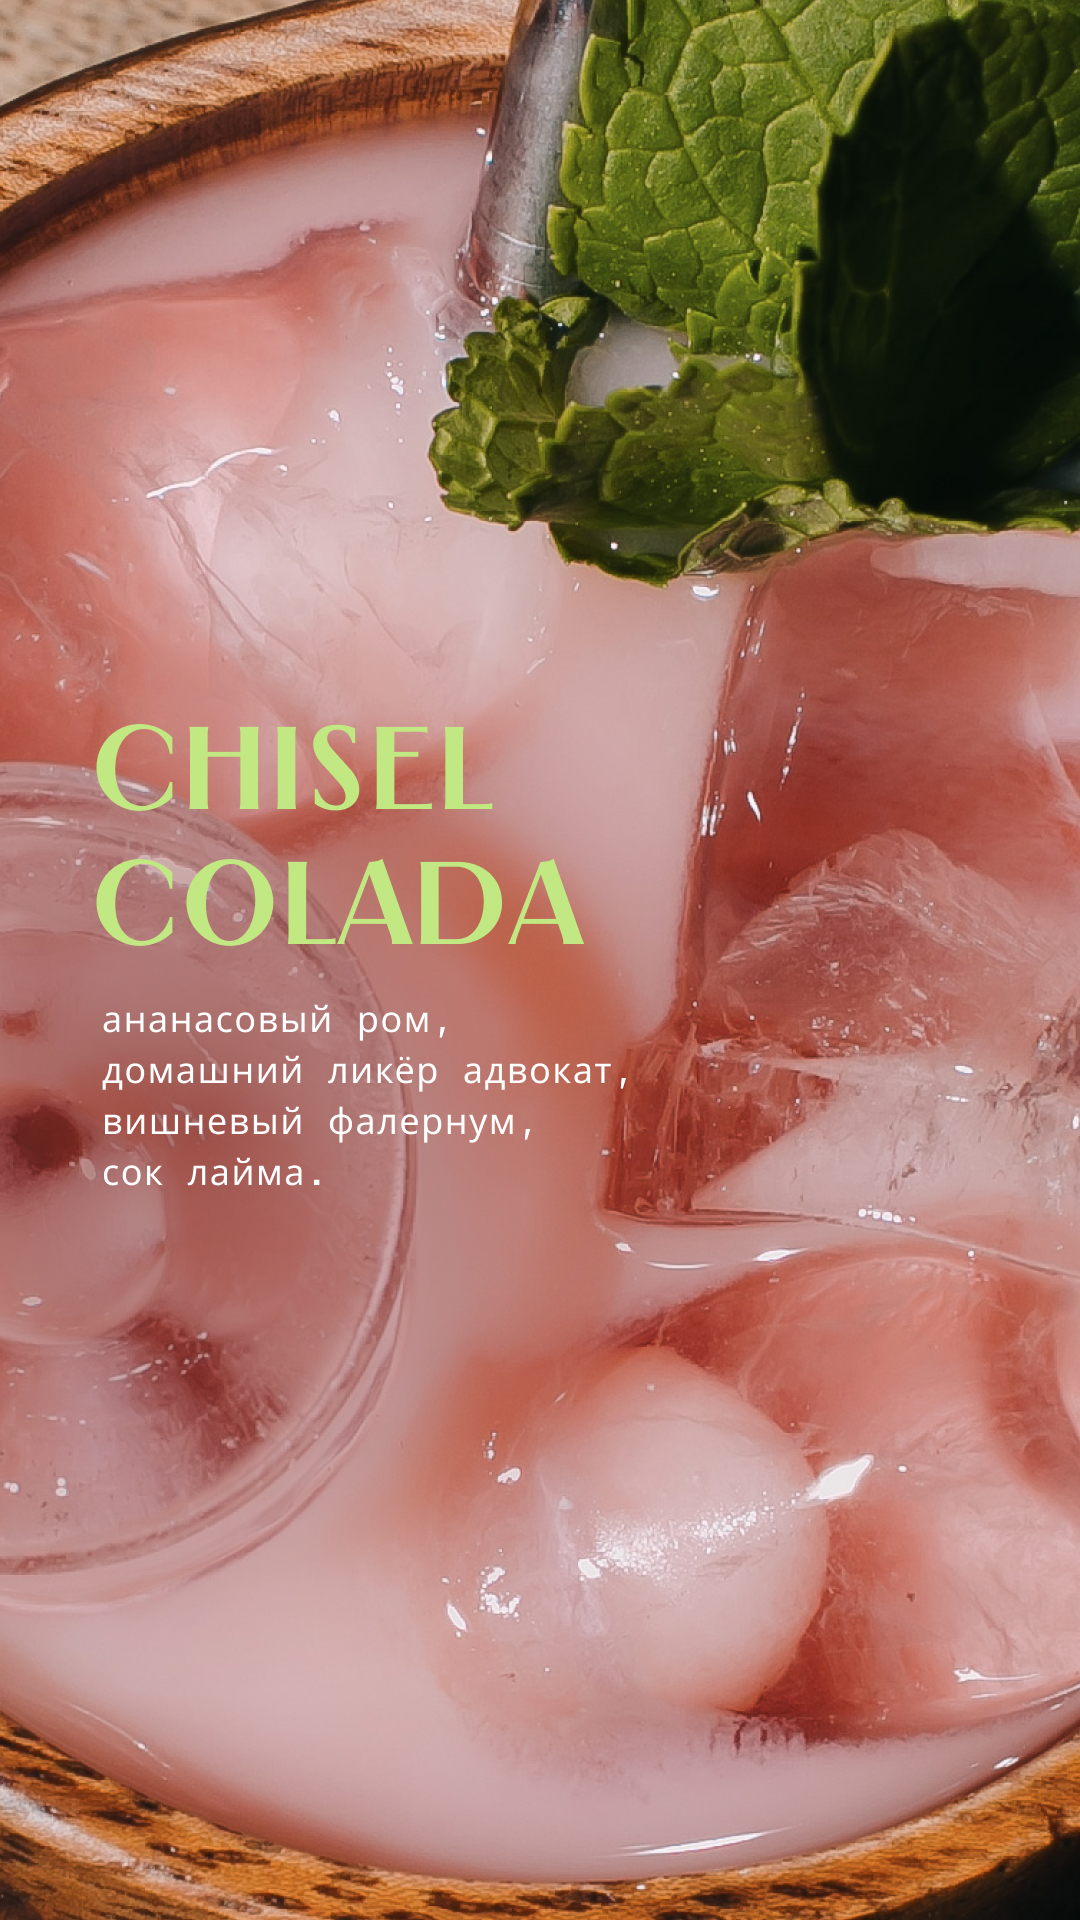 CHISEL
COLADA
ананасовый ром,
домашний ликёр адвокат,
вишневый фалернум,
сок лайма.